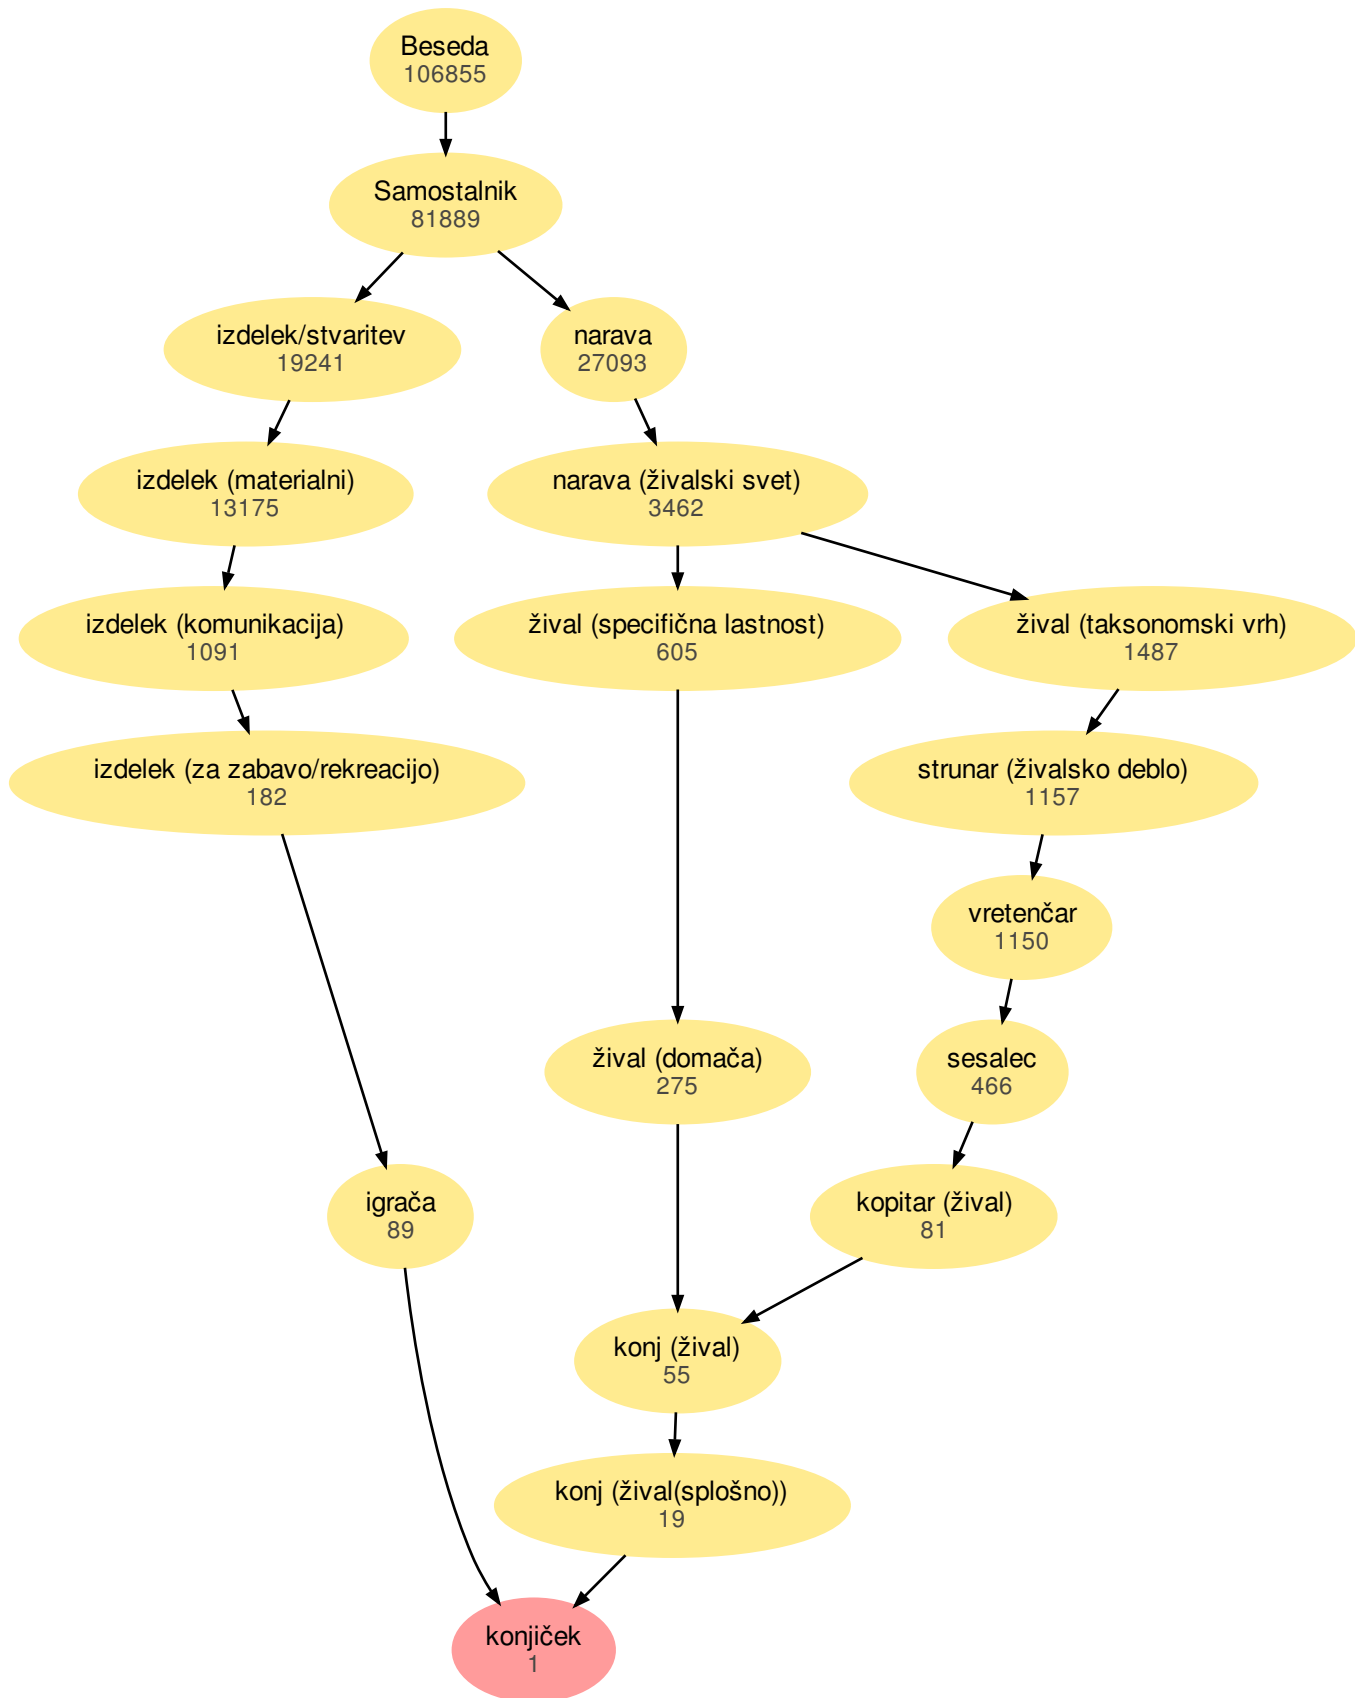 Beseda
106855
Samostalnik
81889
izdelek/stvaritev
19241
narava
27093
izdelek (materialni)
13175
narava (živalski svet)
3462
izdelek (komunikacija)
1091
žival (specifična lastnost)
605
žival (taksonomski vrh)
1487
izdelek (za zabavo/rekreacijo)
182
strunar (živalsko deblo)
1157
vretenčar
1150
žival (domača)
275
sesalec
466
igrača
89
kopitar (žival)
81
konj (žival)
55
konj (žival(splošno))
19
konjiček
1